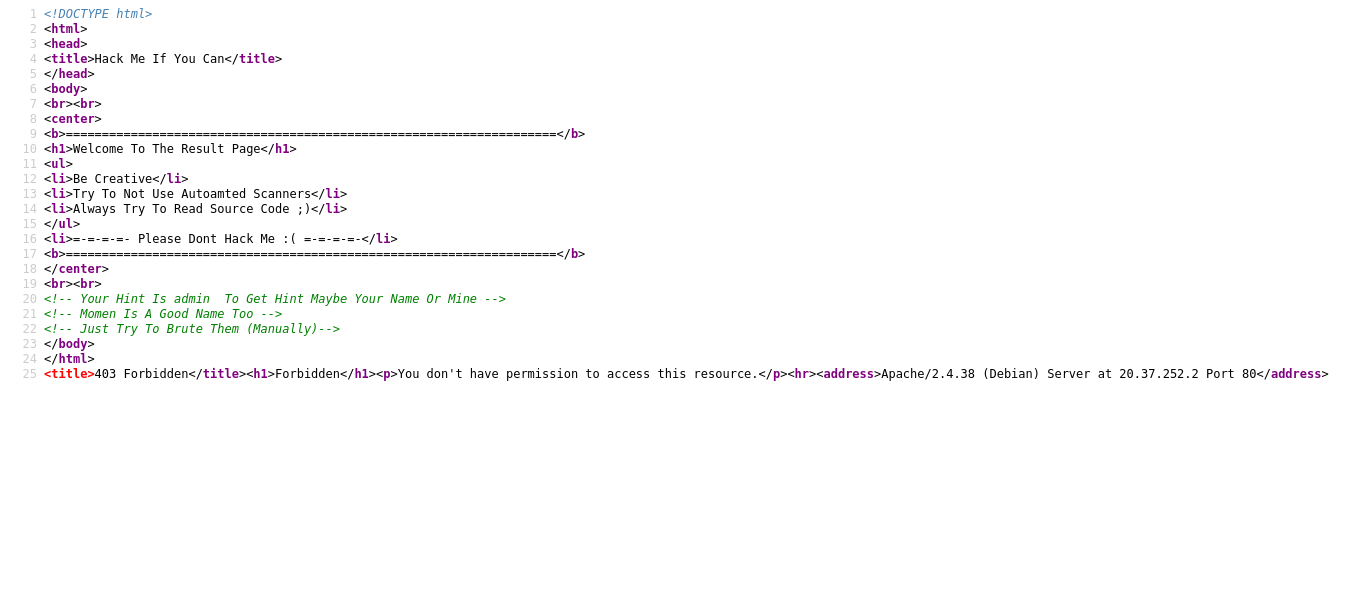 1 <!DOCTYPE html>
2 <html>
3 <head>
4 <title>Hack Me If You Can</title>
5 </head>
6 <body>
7 <br><br>
8 <center>
9 <b>====================================================================</b>
10 <h1>Welcome To The Result Page</h1>
11 <ul>
12 <li>Be Creative</li>
13 <li>Try To Not Use Autoamted Scanners</li>
14 <li>Always Try To Read Source Code ;)</li>
15 </ul>
16 <li>=-=-=-=- Please Dont Hack Me :( =-=-=-=-</li>
17 <b>====================================================================</b>
18 </center>
19 <br><br>
20 <!-- Your Hint Is admin  To Get Hint Maybe Your Name Or Mine -->
21 <!-- Momen Is A Good Name Too -->
22 <!-- Just Try To Brute Them (Manually)-->
23 </body>
24 </html>
25 <title>403 Forbidden</title><h1>Forbidden</h1><p>You don't have permission to access this resource.</p><hr><address>Apache/2.4.38 (Debian) Server at 20.37.252.2 Port 80</address>